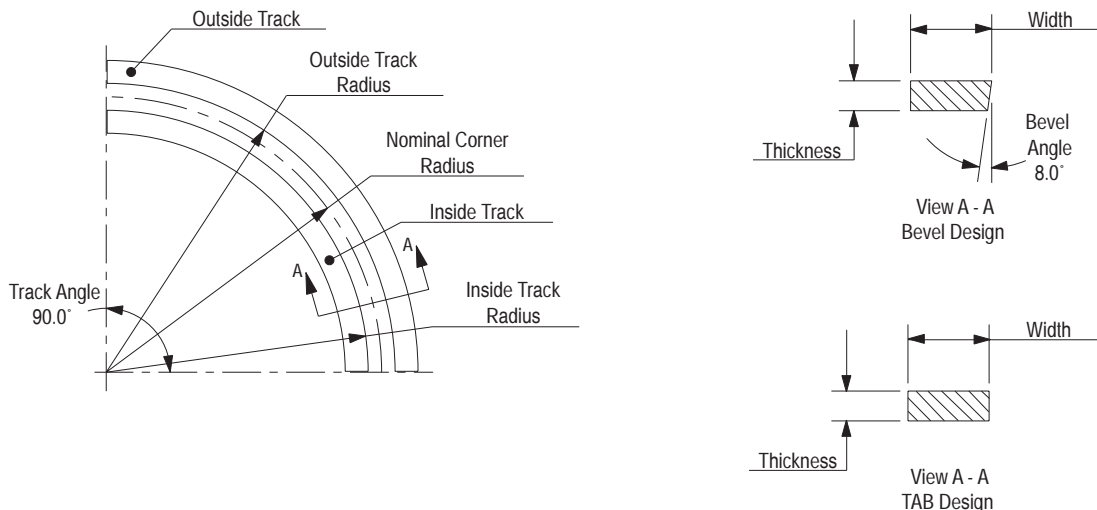 Outside Track
Outside Track
Radius
Nominal Corner
Radius
Inside Track
A
A
Inside Track
Radius
Track Angle
90.0˚
Width
Thickness
Bevel
Angle
8.0˚
View A - A
Bevel Design
Width
Thickness
View A - A
TAB Design